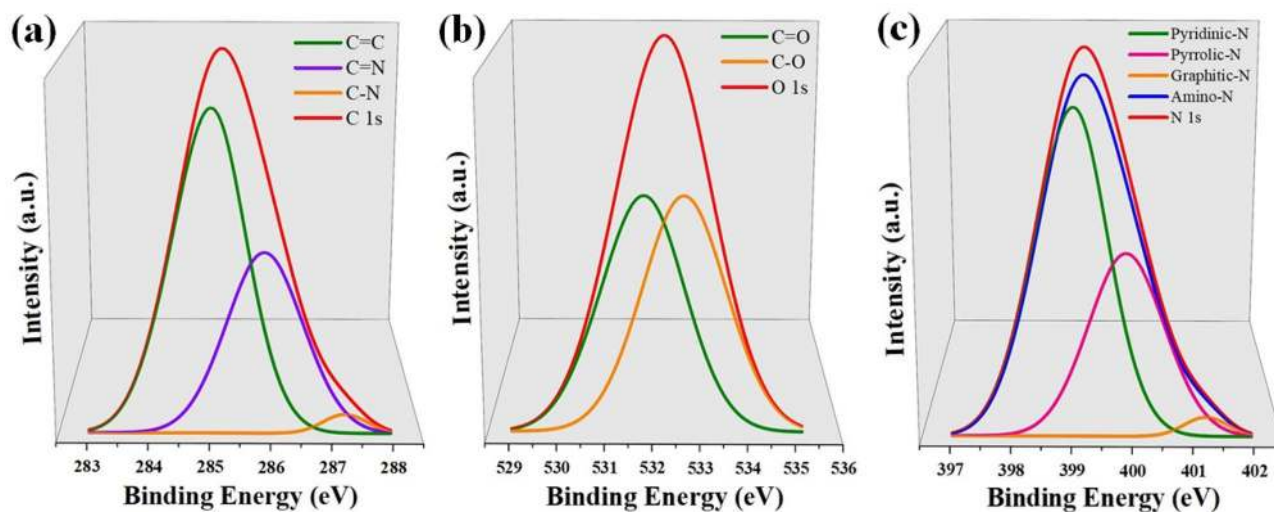 (a)
C=C
C=N
C-N
C 1s
Intensity (a.u.)
283 284 285 286 287 288
Binding Energy (eV)
(b)
C=O
C-O
O 1s
Intensity (a.u.)
529 530 531 532 533 534 535 536
Binding Energy (eV)
(c)
Pyridinic-N
Pyrrolic-N
Graphitic-N
Amino-N
N 1s
Intensity (a.u.)
397 398 399 400 401 402
Binding Energy (eV)